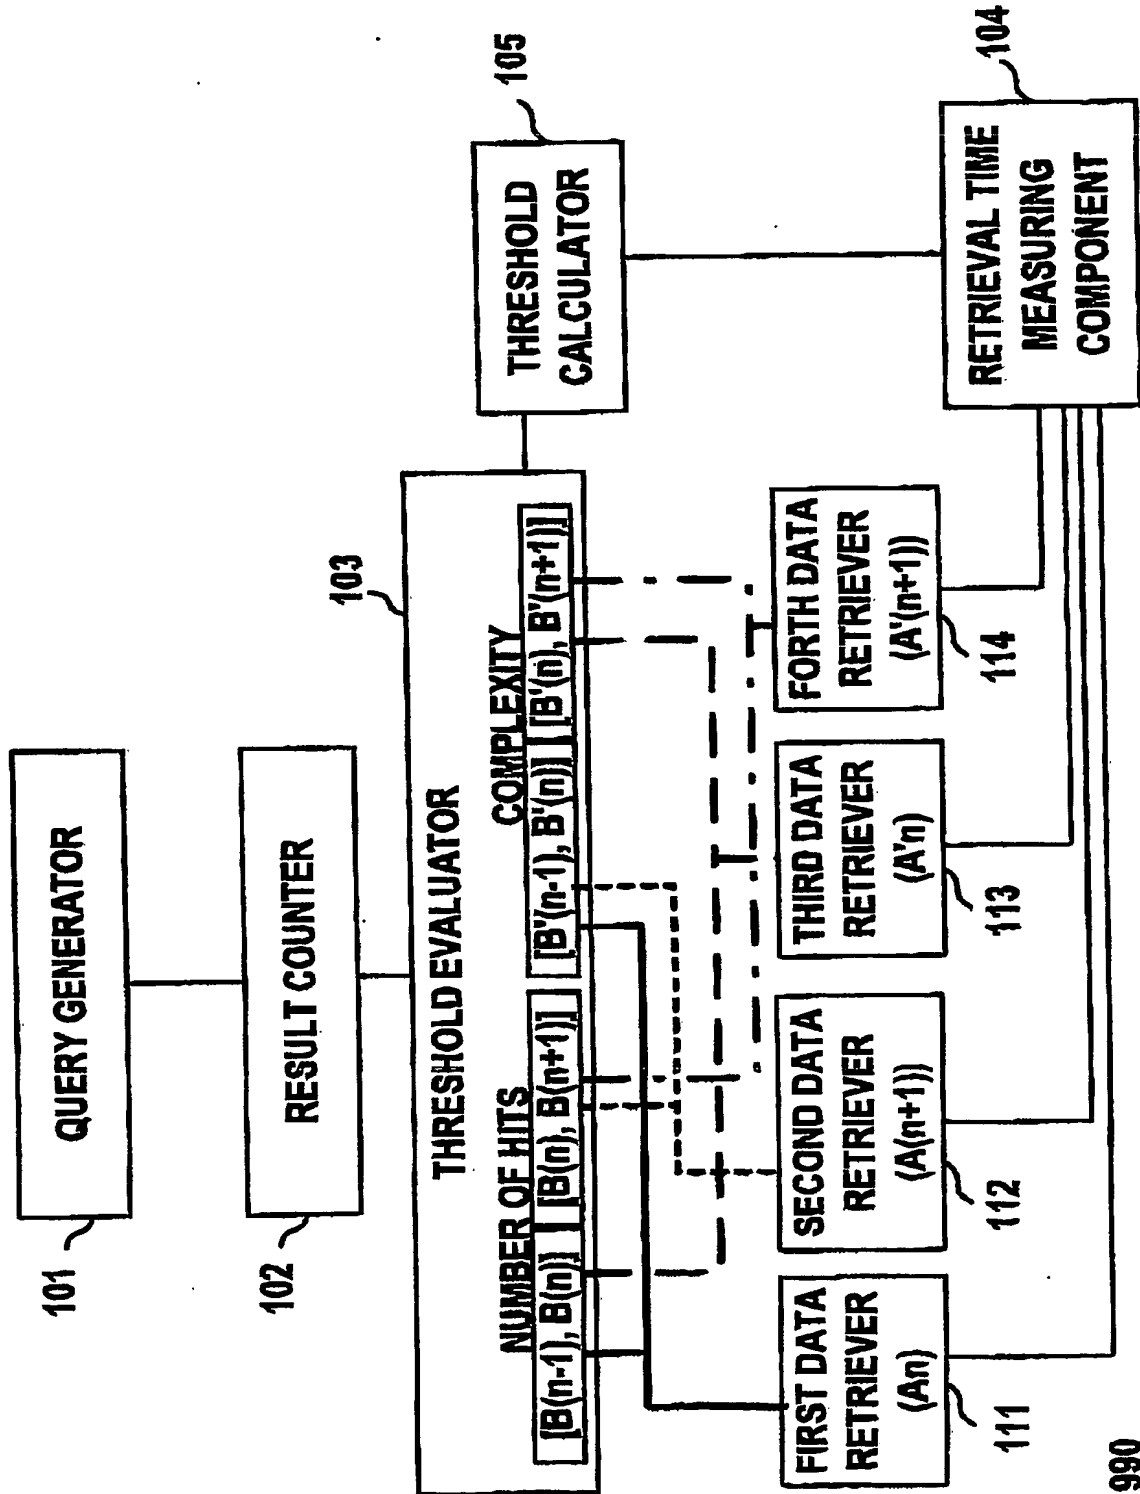 QUERY GENERATOR
101
RESULT COUNTER
102
THRESHOLD EVALUATOR
103
NUMBER OF HITS
COMPLEXITY
[B(n-1), B(n)]
[B(n), B(n+1)]
[B'(n-1), B'(n)]
[B'(n), B'(n+1)]
THRESHOLD
CALCULATOR
105
FIRST DATA
RETRIEVER
(An)
111
SECOND DATA
RETRIEVER
(A(n+1))
112
THIRD DATA
RETRIEVER
(A'n)
113
FORTH DATA
RETRIEVER
(A'(n+1))
114
RETRIEVAL TIME
MEASURING
COMPONENT
104
990